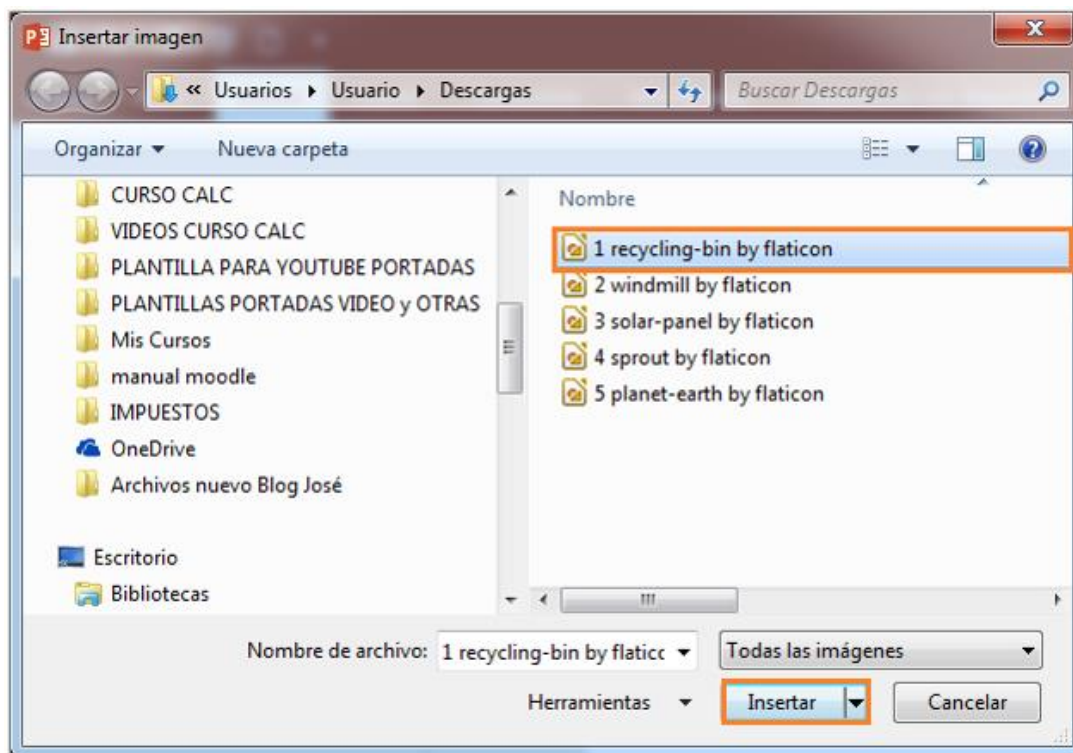 Insertar imagen
« Usuarios ▸ Usuario ▸ Descargas
Buscar Descargas
Organizar
Nueva carpeta
CURSO CALC
VIDEOS CURSO CALC
PLANTILLA PARA YOUTUBE PORTADAS
PLANTILLAS PORTADAS VIDEO y OTRAS
Mis Cursos
manual moodle
IMPUESTOS
OneDrive
Archivos nuevo Blog José
Escritorio
Bibliotecas
Nombre
1 recycling-bin by flaticon
2 windmill by flaticon
3 solar-panel by flaticon
4 sprout by flaticon
5 planet-earth by flaticon
Nombre de archivo: 1 recycling-bin by flaticc
Todas las imágenes
Herramientas
Insertar
Cancelar